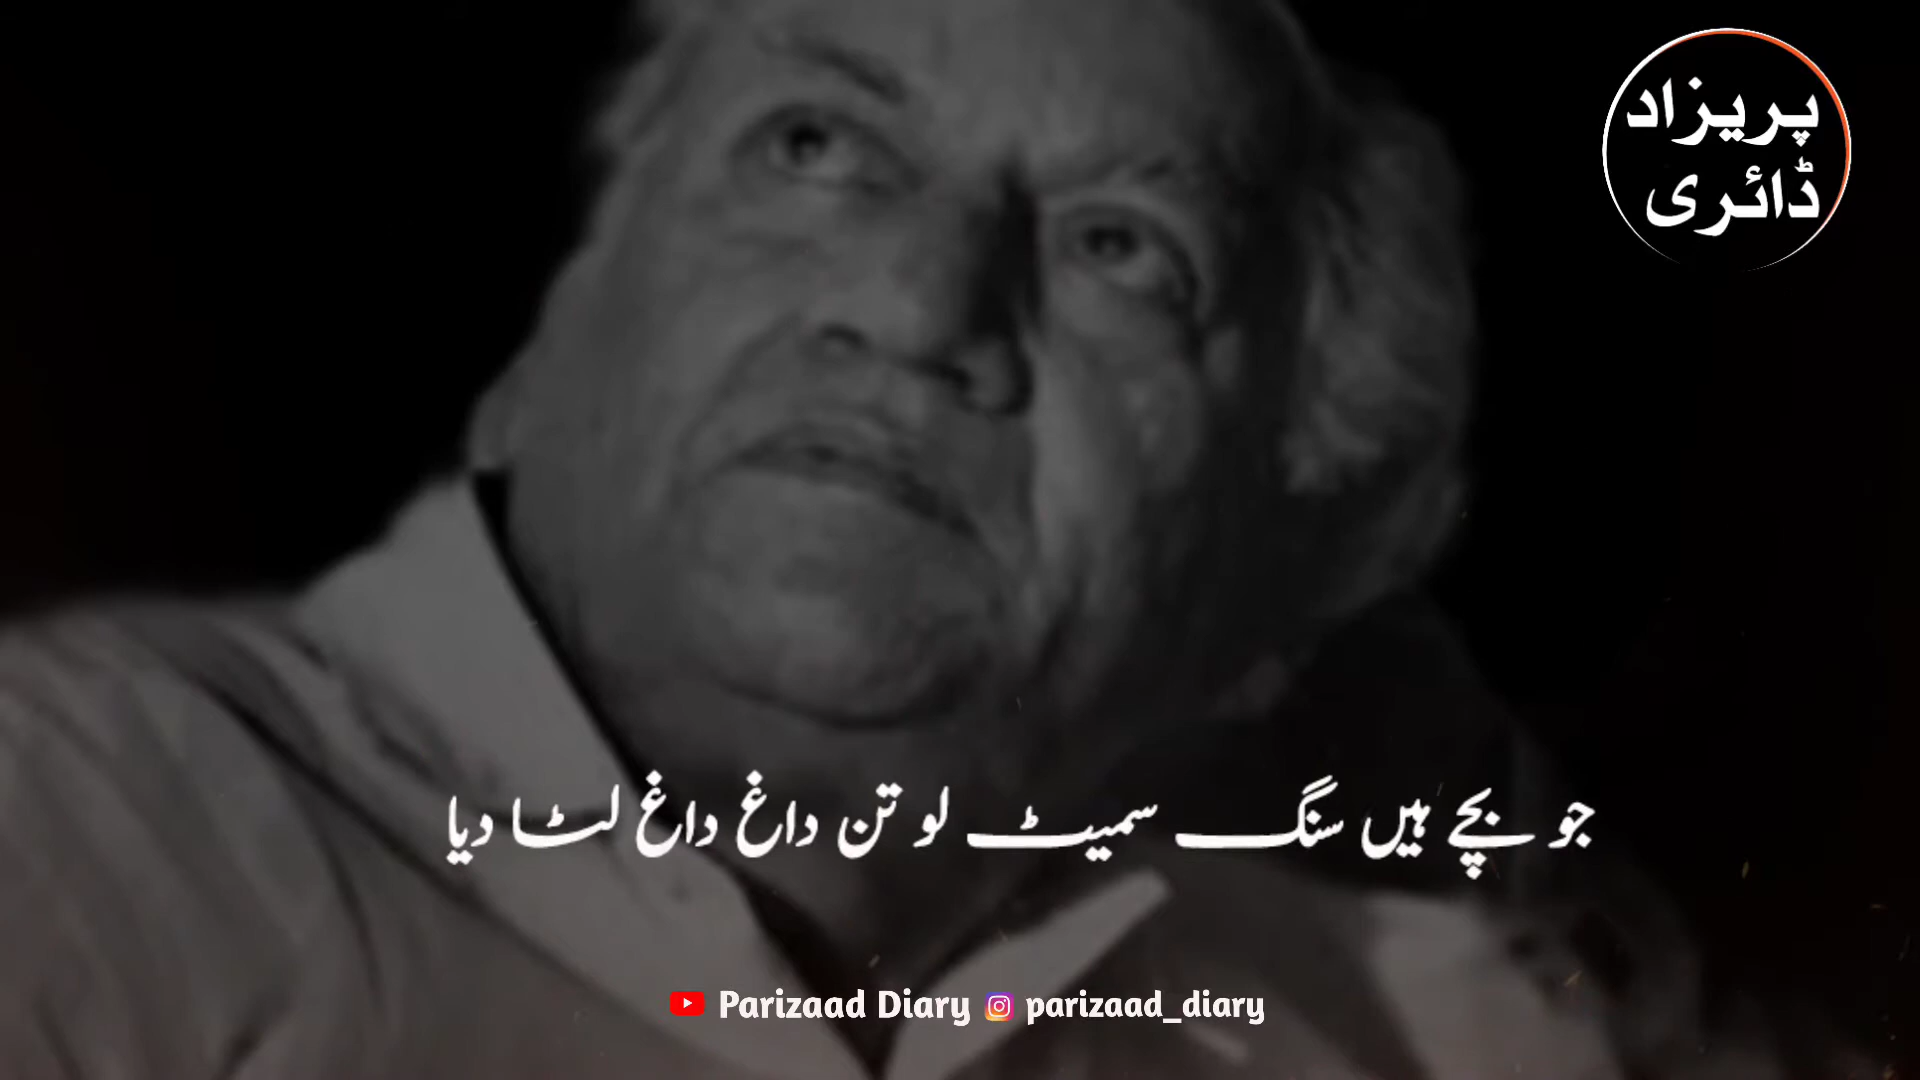 پریزاد
ڈائری
جو بچے ہیں سنگ سمیٹ لو تن داغ داغ لٹا دیا
Parizaad Diary parizaad_diary